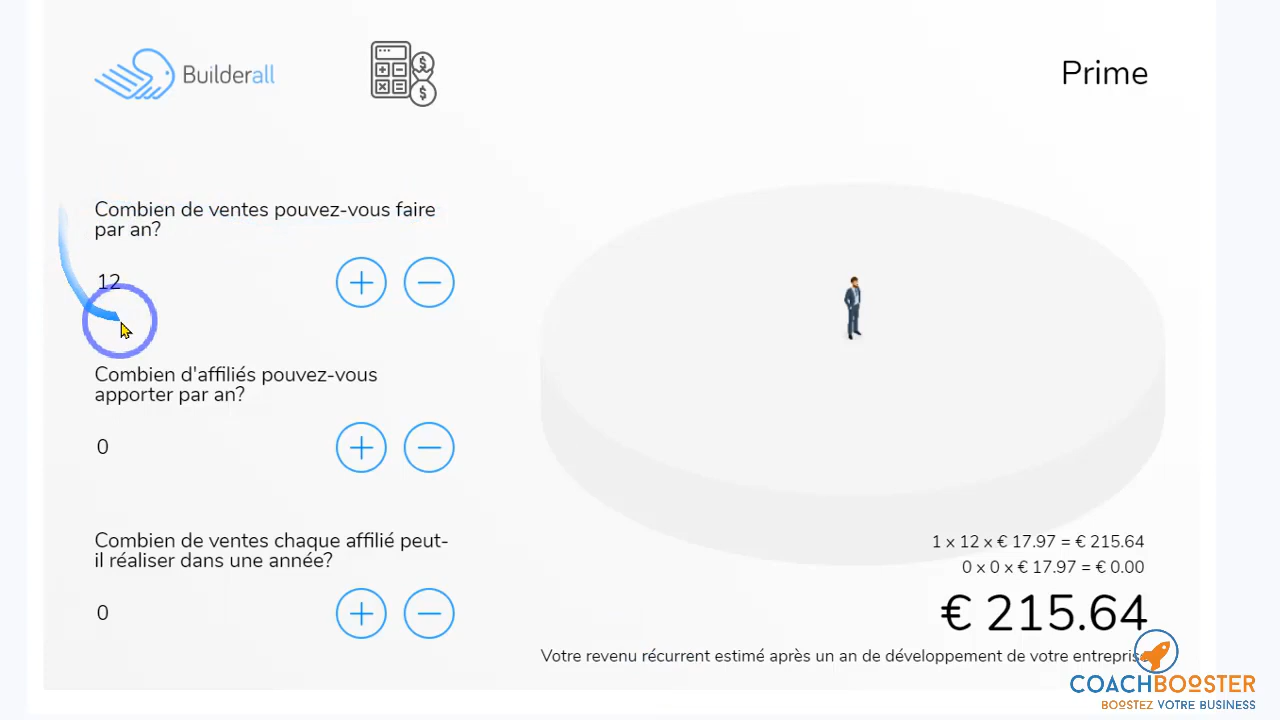 Builderall
Prime
Combien de ventes pouvez-vous faire
par an?
12
Combien d'affiliés pouvez-vous
apporter par an?
0
Combien de ventes chaque affilié peut-
il réaliser dans une année?
0
1 x 12 x € 17.97 = € 215.64
0 x 0 x € 17.97 = € 0.00
€ 215.64
Votre revenu récurrent estimé après un an de développement de votre entreprise
COACHBOOSTER
BOOSTEZ VOTRE BUSINESS